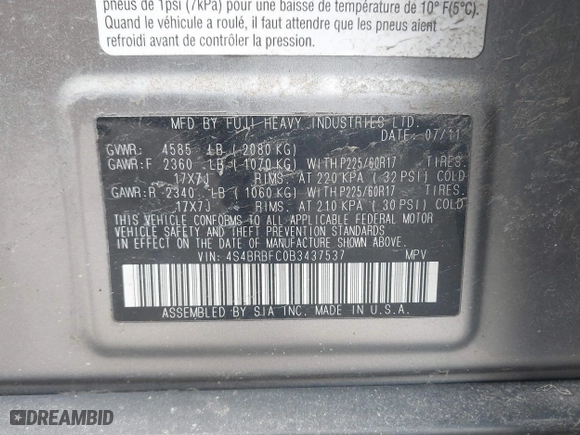 pneus de 1psi (7kPa) pour une baisse de température de 10° F(5°C).
Quand le véhicule a roulé, il faut attendre que les pneus aient
refroidi avant de contrôler la pression.
MFD BY FUJI HEAVY INDUSTRIES LTD.
DATE: 07/11
GVWR: 4585 LB (2080 KG)
GAWR:F 2360 LB (1070 KG) WITH P225/60R17 TIRES.
17X7J RIMS. AT 220 KPA (32 PSI) COLD
GAWR:R 2340 LB (1060 KG) WITH P225/60R17 TIRES.
17X7J RIMS. AT 210 KPA (30 PSI) COLD
THIS VEHICLE CONFORMS TO ALL APPLICABLE FEDERAL MOTOR
VEHICLE SAFETY AND THEFT PREVENTION STANDARDS
IN EFFECT ON THE DATE OF MANUFACTURE SHOWN ABOVE.
VIN: 4S4BRBFC0B3437537 MPV
ASSEMBLED BY SIA INC. MADE IN U.S.A.
DREAMBID